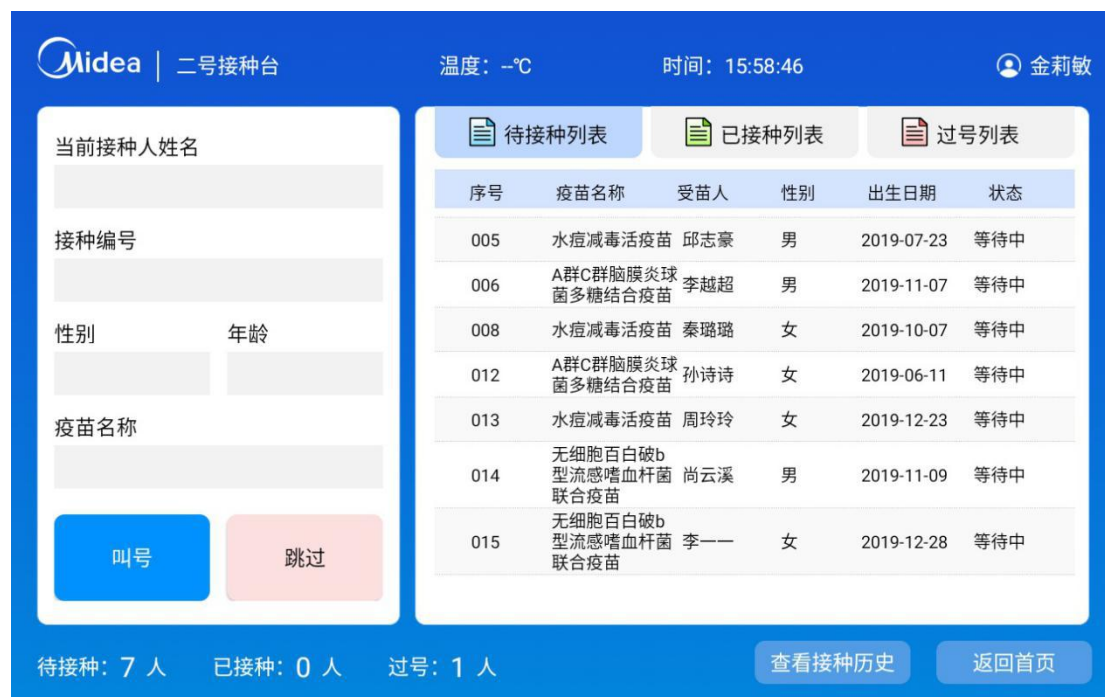 Midea | 二号接种台
温度：--℃
时间：15:58:46
金莉敏
当前接种人姓名
接种编号
性别 年龄
疫苗名称
叫号 跳过
待接种列表 已接种列表 过号列表
序号 疫苗名称 受苗人 性别 出生日期 状态
005 水痘减毒活疫苗 邱志豪 男 2019-07-23 等待中
A群C群脑膜炎球
006 菌多糖结合疫苗 李越超 男 2019-11-07 等待中
008 水痘减毒活疫苗 秦璐璐 女 2019-10-07 等待中
A群C群脑膜炎球
012 菌多糖结合疫苗 孙诗诗 女 2019-06-11 等待中
013 水痘减毒活疫苗 周玲玲 女 2019-12-23 等待中
无细胞百白破b
014 型流感嗜血杆菌 尚云溪 男 2019-11-09 等待中
联合疫苗
无细胞百白破b
015 型流感嗜血杆菌 李一一 女 2019-12-28 等待中
联合疫苗
待接种：7 人 已接种：0 人 过号：1 人
查看接种历史 返回首页